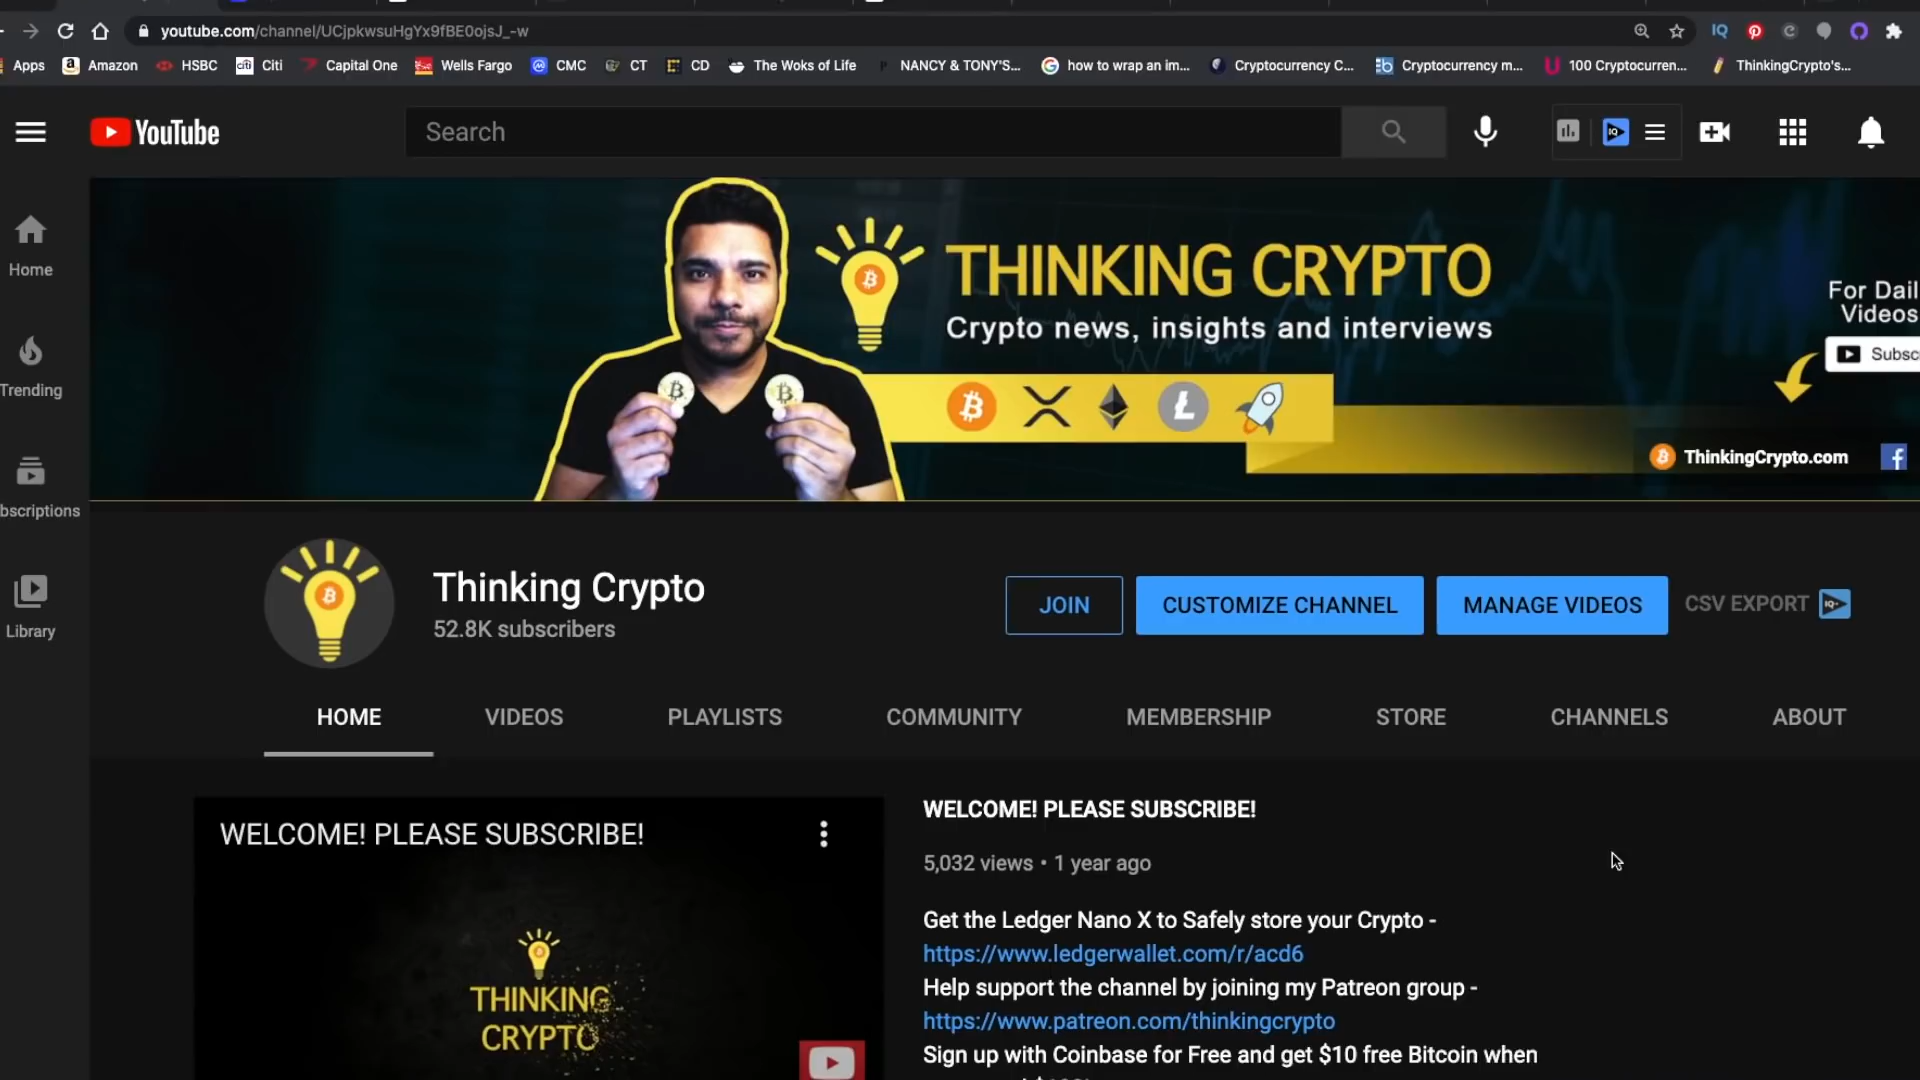 youtube.com/channel/UCjpkwsuHgYx9fBE0ojsJ_-w
Apps Amazon HSBC Citi Capital One Wells Fargo CMC CT CD The Woks of Life NANCY & TONY'S... how to wrap an im... Cryptocurrency C... Cryptocurrency m... 100 Cryptocurren... ThinkingCrypto's...
YouTube
Search
Home
Trending
bscriptions
Library
THINKING CRYPTO
Crypto news, insights and interviews
For Dail
Videos
Subsc
ThinkingCrypto.com
Thinking Crypto
52.8K subscribers
JOIN
CUSTOMIZE CHANNEL
MANAGE VIDEOS
CSV EXPORT
HOME VIDEOS PLAYLISTS COMMUNITY MEMBERSHIP STORE CHANNELS ABOUT
WELCOME! PLEASE SUBSCRIBE!
THINKING
CRYPTO
WELCOME! PLEASE SUBSCRIBE!
5,032 views • 1 year ago
Get the Ledger Nano X to Safely store your Crypto -
https://www.ledgerwallet.com/r/acd6
Help support the channel by joining my Patreon group -
https://www.patreon.com/thinkingcrypto
Sign up with Coinbase for Free and get $10 free Bitcoin when